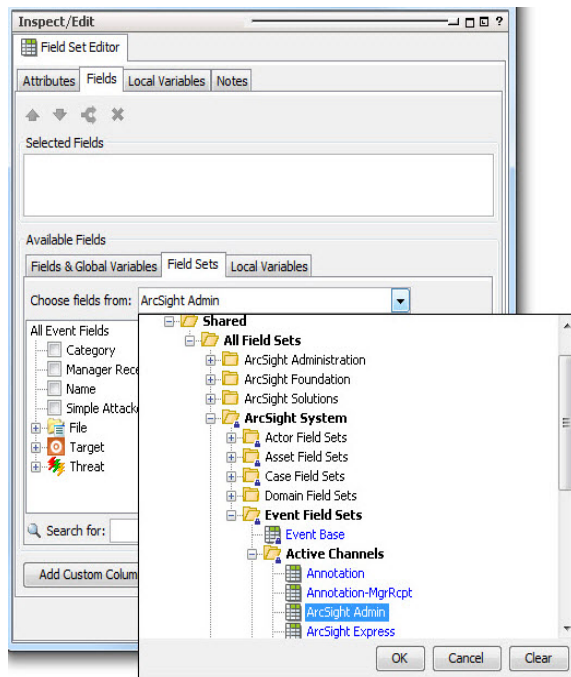 Inspect/Edit
?
Field Set Editor
Attributes Fields Local Variables Notes
Selected Fields
Available Fields
Fields & Global Variables Field Sets Local Variables
Choose fields from: ArcSight Admin
All Event Fields
Category
Manager Rece
Name
Simple Attack
File
Target
Threat
Search for:
Add Custom Colum
Shared
All Field Sets
ArcSight Administration
ArcSight Foundation
ArcSight Solutions
ArcSight System
Actor Field Sets
Asset Field Sets
Case Field Sets
Domain Field Sets
Event Field Sets
Event Base
Active Channels
Annotation
Annotation-MgrRcpt
ArcSight Admin
ArcSight Express
OK Cancel Clear